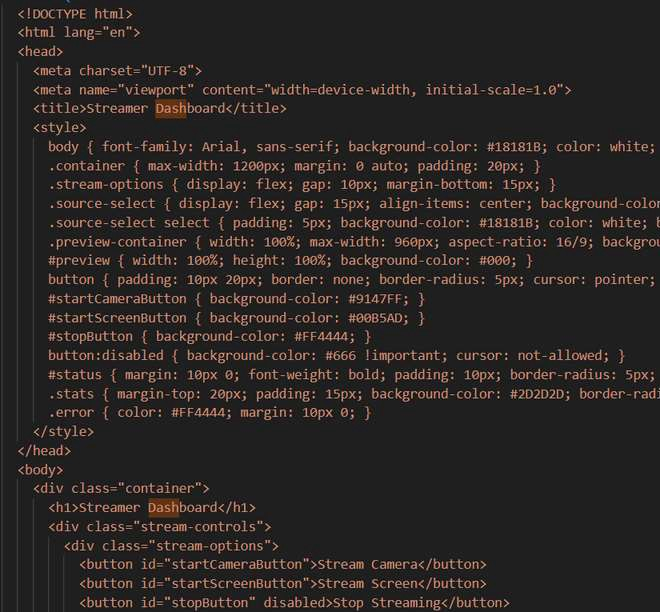 <!DOCTYPE html>
<html lang="en">
<head>
<meta charset="UTF-8">
<meta name="viewport" content="width=device-width, initial-scale=1.0">
<title>Streamer Dashboard</title>
<style>
body { font-family: Arial, sans-serif; background-color: #18181B; color: white;
.container { max-width: 1200px; margin: 0 auto; padding: 20px; }
.stream-options { display: flex; gap: 10px; margin-bottom: 15px; }
.source-select { display: flex; gap: 15px; align-items: center; background-color
.source-select select { padding: 5px; background-color: #18181B; color: white;
.preview-container { width: 100%; max-width: 960px; aspect-ratio: 16/9; backgrou
#preview { width: 100%; height: 100%; background-color: #000; }
button { padding: 10px 20px; border: none; border-radius: 5px; cursor: pointer;
#startCameraButton { background-color: #9147FF; }
#startScreenButton { background-color: #00B5AD; }
#stopButton { background-color: #FF4444; }
button:disabled { background-color: #666 !important; cursor: not-allowed; }
#status { margin: 10px 0; font-weight: bold; padding: 10px; border-radius: 5px;
.stats { margin-top: 20px; padding: 15px; background-color: #2D2D2D; border-radi
.error { color: #FF4444; margin: 10px 0; }
</style>
</head>
<body>
<div class="container">
<h1>Streamer Dashboard</h1>
<div class="stream-controls">
<div class="stream-options">
<button id="startCameraButton">Stream Camera</button>
<button id="startScreenButton">Stream Screen</button>
<button id="stopButton" disabled>Stop Streaming</button>